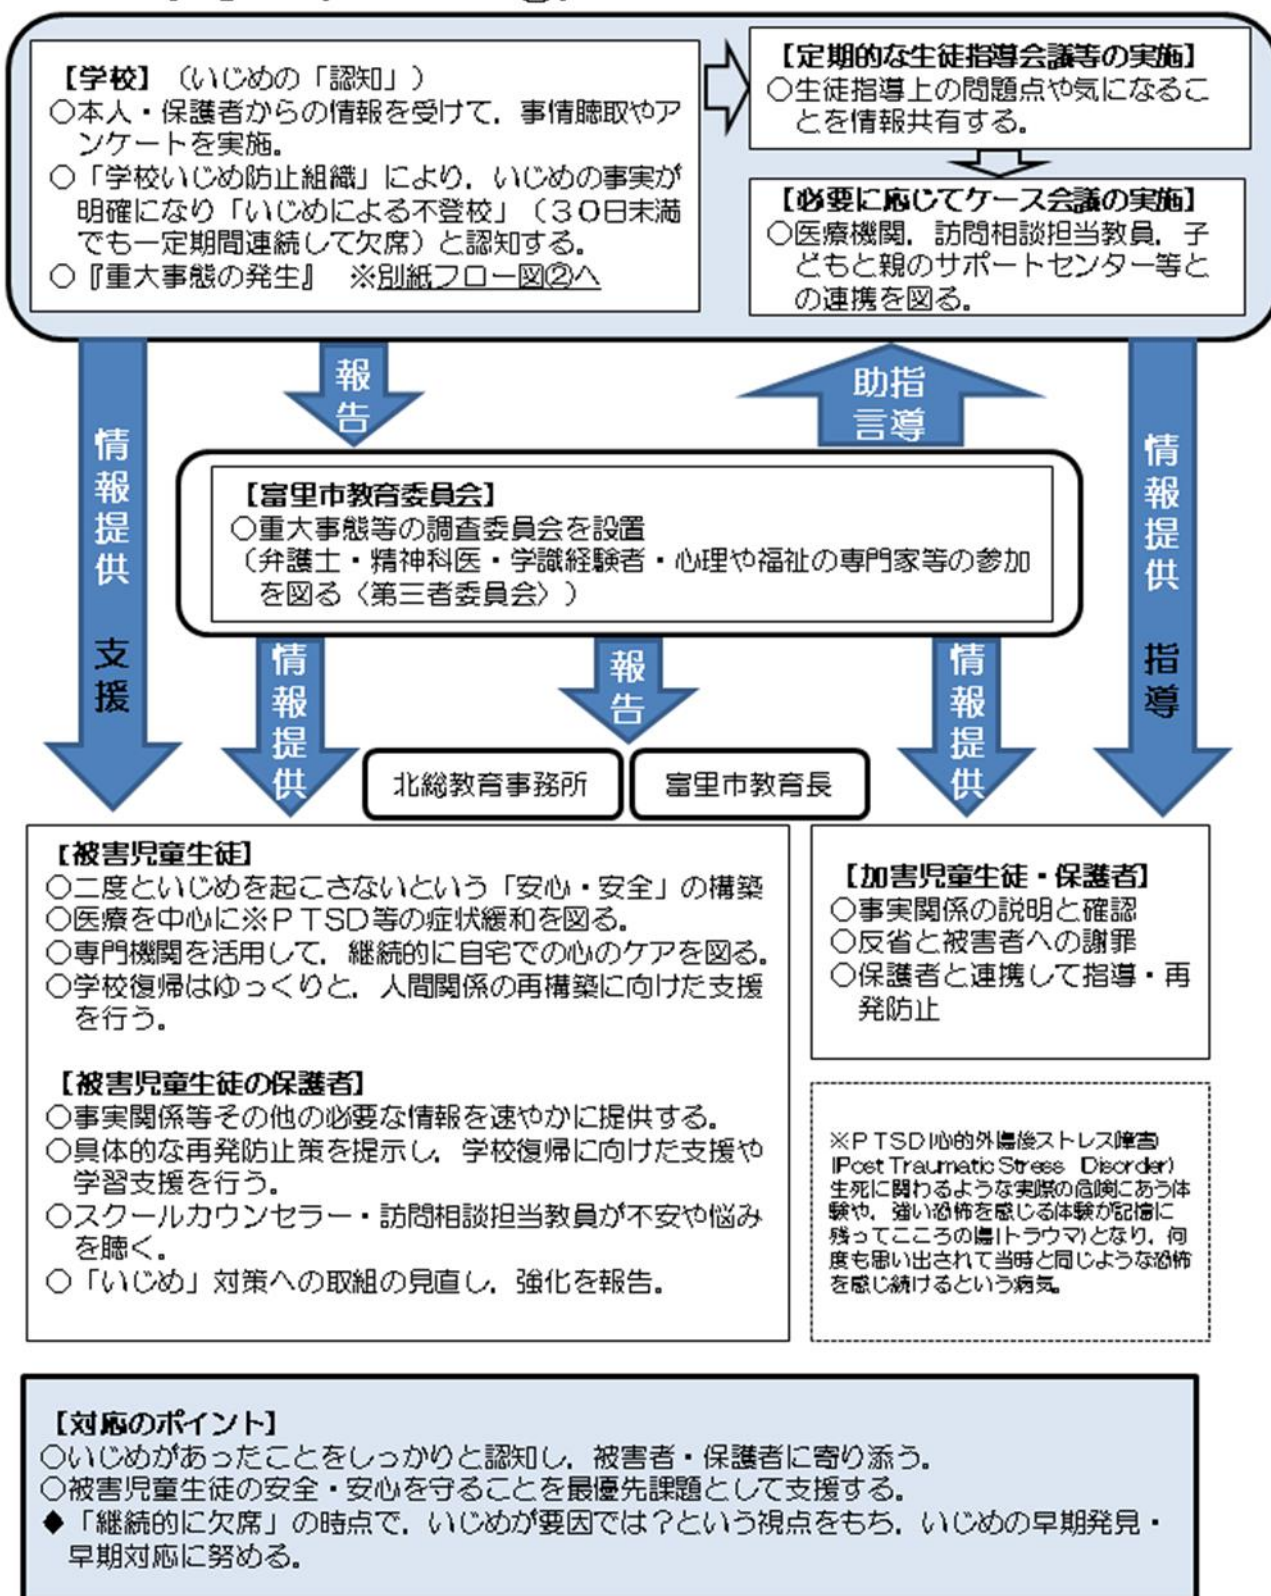 【学校】（いじめの「認知」）
○本人・保護者からの情報を受けて，事情聴取やア
ンケートを実施。
○「学校いじめ防止組織」により，いじめの事実が
明確になり「いじめによる不登校」（３０日未満
でも一定期間連続して欠席）と認知する。
○『重大事態の発生』　※別紙フロー図②へ
【定期的な生徒指導会議等の実施】
○生徒指導上の問題点や気になるこ
とを情報共有する。
【必要に応じてケース会議の実施】
○医療機関，訪問相談担当教員，子
どもと親のサポートセンター等と
の連携を図る。
情報提供　支援
報告
助言
指導
情報提供　指導
【富里市教育委員会】
○重大事態等の調査委員会を設置
（弁護士・精神科医・学識経験者・心理や福祉の専門家等の参加
を図る〈第三者委員会〉）
情報提供
報告
情報提供
北総教育事務所
富里市教育長
【被害児童生徒】
○二度といじめを起こさないという「安心・安全」の構築
○医療を中心に※ＰＴＳＤ等の症状緩和を図る。
○専門機関を活用して，継続的に自宅での心のケアを図る。
○学校復帰はゆっくりと，人間関係の再構築に向けた支援
を行う。
【被害児童生徒の保護者】
○事実関係等その他の必要な情報を速やかに提供する。
○具体的な再発防止策を提示し，学校復帰に向けた支援や
学習支援を行う。
○スクールカウンセラー・訪問相談担当教員が不安や悩み
を聴く。
○「いじめ」対策への取組の見直し，強化を報告。
【加害児童生徒・保護者】
○事実関係の説明と確認
○反省と被害者への謝罪
○保護者と連携して指導・再
発防止
※ＰＴＳＤ(心的外傷後ストレス障害
(Post Traumatic Stress　Disorder)
生死に関わるような実際の危険にあう体
験や，強い恐怖を感じる体験が記憶に
残ってこころの傷(トラウマ)となり，何
度も思い出されて当時と同じような恐怖
を感じ続けるという病気。
【対応のポイント】
○いじめがあったことをしっかりと認知し，被害者・保護者に寄り添う。
○被害児童生徒の安全・安心を守ることを最優先課題として支援する。
◆「継続的に欠席」の時点で，いじめが要因では？という視点をもち，いじめの早期発見・
早期対応に努める。